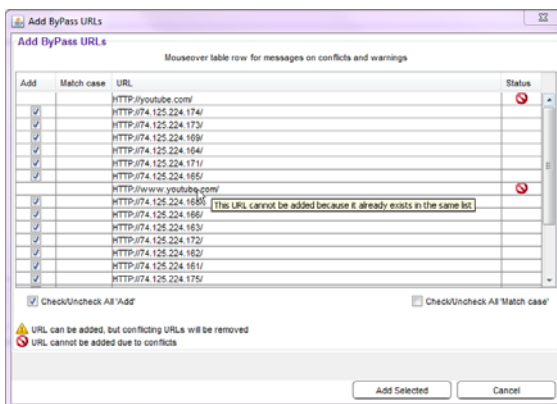 Add ByPass URLs
Add ByPass URLs
Mouseover table row for messages on conflicts and warnings
Add Match case URL Status
HTTP://youtube.com/
HTTP://74.125.224.174/
HTTP://74.125.224.173/
HTTP://74.125.224.169/
HTTP://74.125.224.164/
HTTP://74.125.224.171/
HTTP://74.125.224.165/
HTTP://www.youtube.com/
HTTP://74.125.224.168/
This URL cannot be added because it already exists in the same list
HTTP://74.125.224.166/
HTTP://74.125.224.163/
HTTP://74.125.224.172/
HTTP://74.125.224.162/
HTTP://74.125.224.161/
HTTP://74.125.224.175/
Check/Uncheck All 'Add' Check/Uncheck All 'Match case'
URL can be added, but conflicting URLs will be removed
URL cannot be added due to conflicts
Add Selected Cancel